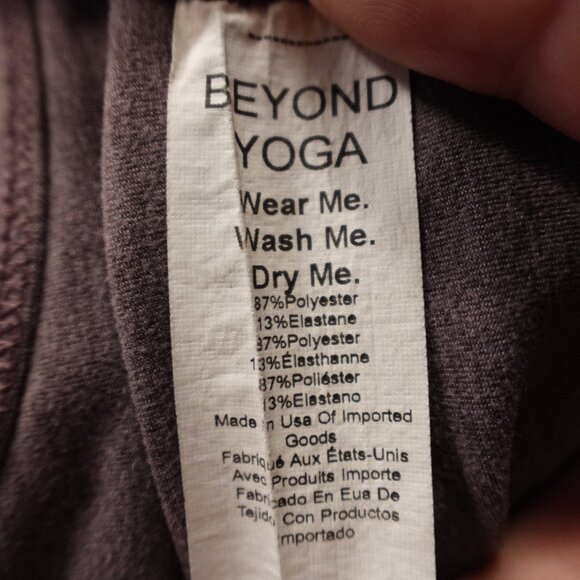 BEYOND
YOGA
Wear Me.
Wash Me.
Dry Me.
87%Polyester
13%Elastane
87%Polyester
13%Élasthanne
87%Poliéster
13%Elastano
Made in Usa Of Imported
Goods
Fabriqué Aux États-Unis
Avec Produits Importe
Fabricado En Eua De
Tejido Con Productos
Importado